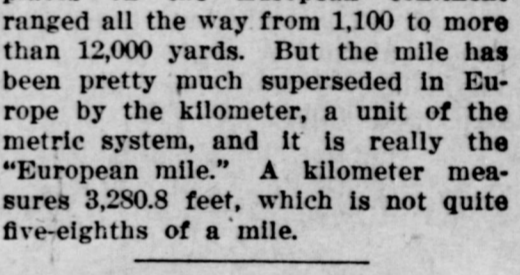 ranged all the way from 1,100 to more
than 12,000 yards. But the mile has
been pretty much superseded in Eu-
rope by the kilometer, a unit of the
metric system, and it is really the
“European mile.” A kilometer mea-
sures 3,280.8 feet, which is not quite
five-eighths of a mile.